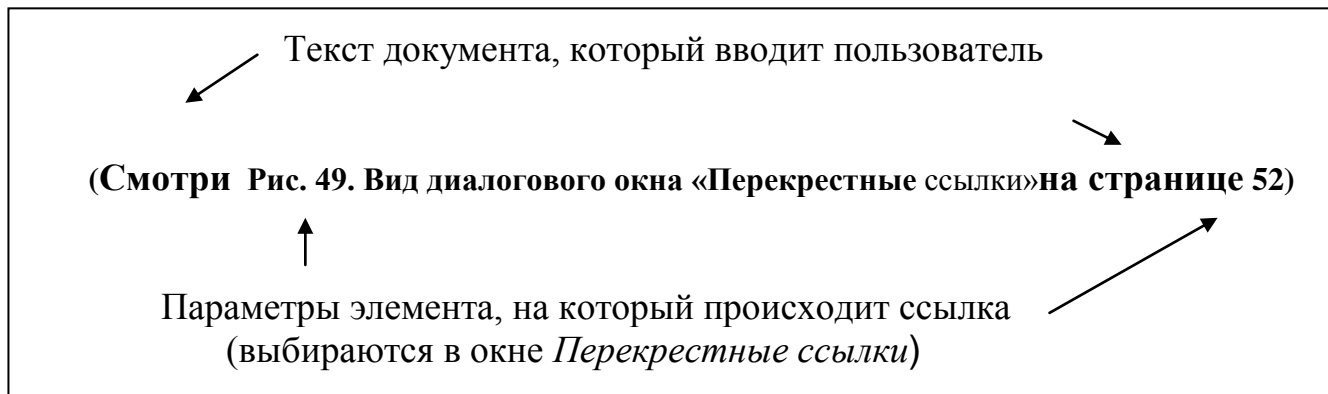 Текст документа, который вводит пользователь
(Смотри Рис. 49. Вид диалогового окна «Перекрестные ссылки»на странице 52)
Параметры элемента, на который происходит ссылка
(выбираются в окне Перекрестные ссылки)